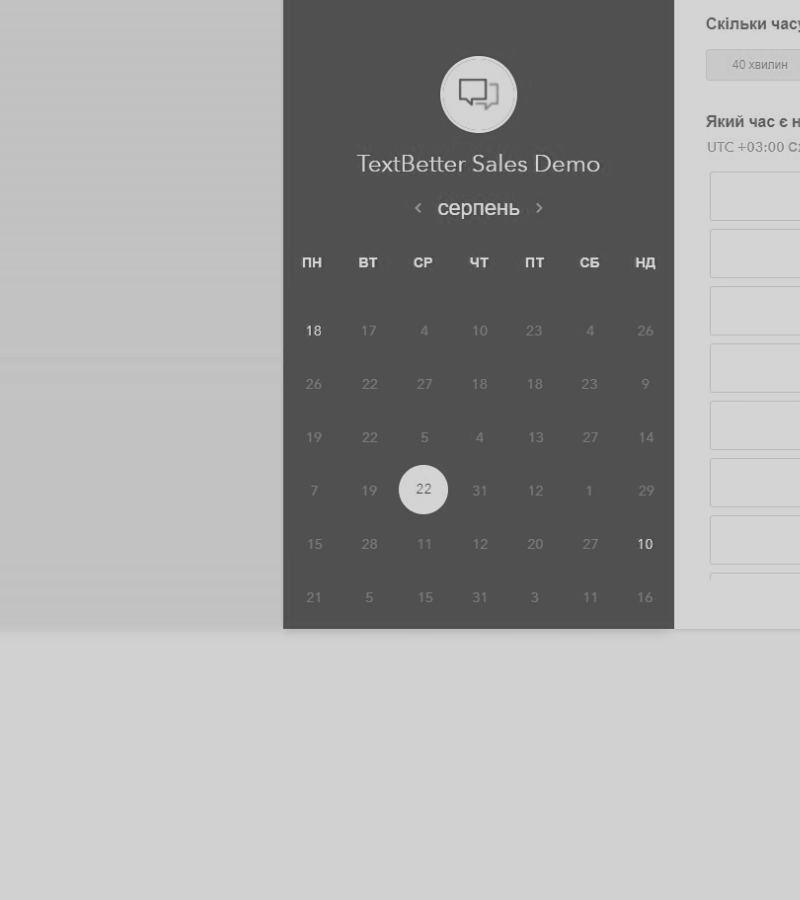 TextBetter Sales Demo
серпень
ПН ВТ СР ЧТ ПТ СБ НД
18 17 4 10 23 4 26
26 22 27 18 18 23 9
19 22 5 4 13 27 14
7 19 22 31 12 1 29
15 28 11 12 20 27 10
21 5 15 31 3 11 16
Скільки часу
40 хвилин
Який час є н
UTC +03:00 Сх